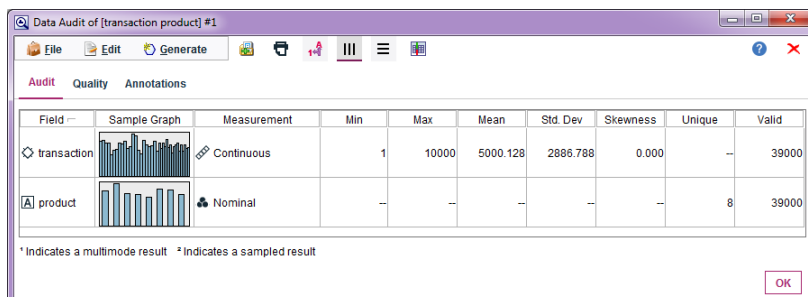 Data Audit of [transaction product] #1
File Edit Generate
Audit Quality Annotations
Field Sample Graph Measurement Min Max Mean Std. Dev Skewness Unique Valid
transaction Continuous 1 10000 5000.128 2886.788 0.000 -- 39000
A product Nominal -- -- -- -- -- 8 39000
¹ Indicates a multimode result ² Indicates a sampled result
OK